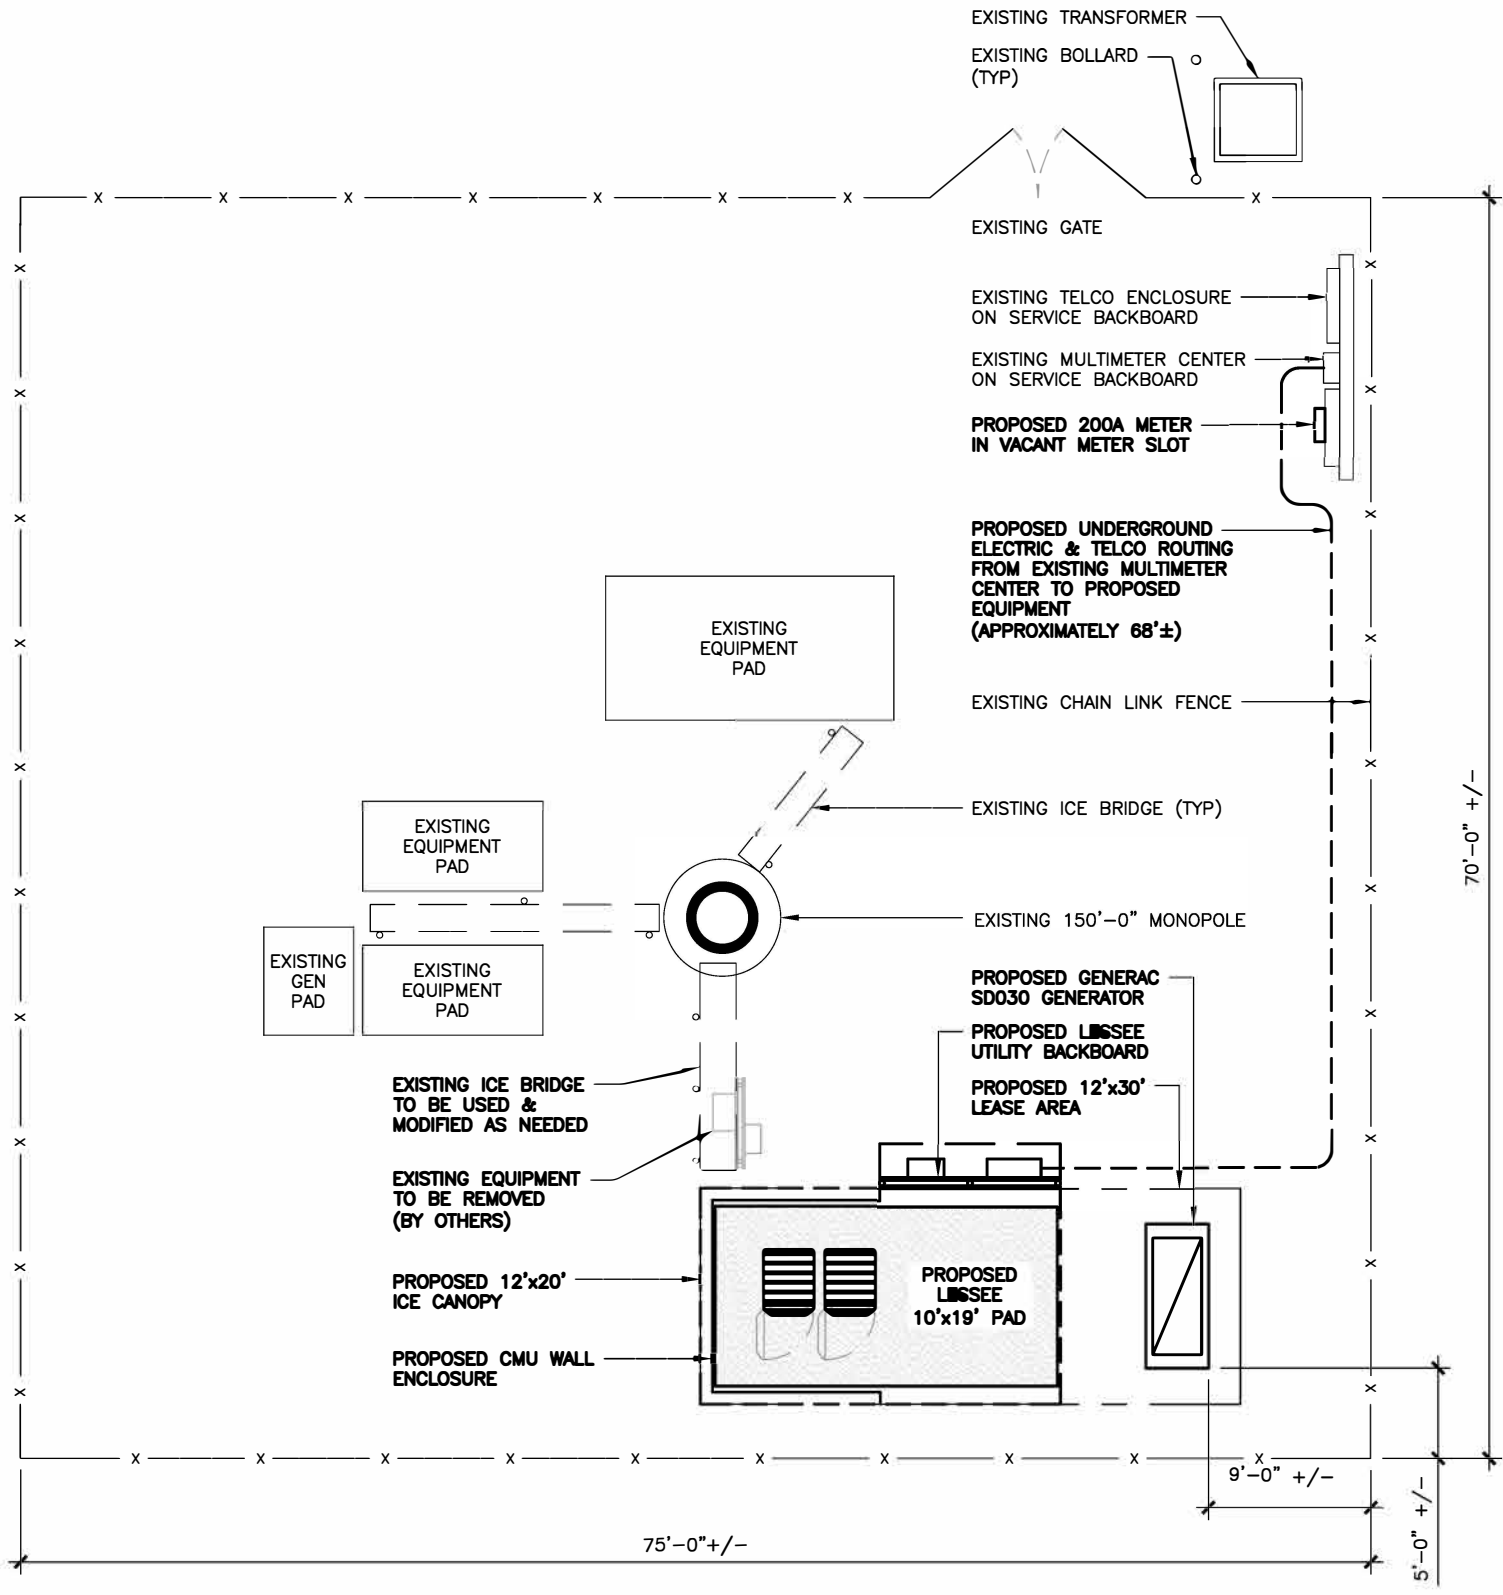 EXISTING TRANSFORMER
EXISTING BOLLARD
(TYP)
EXISTING GATE
EXISTING TELCO ENCLOSURE
ON SERVICE BACKBOARD
EXISTING MULTIMETER CENTER
ON SERVICE BACKBOARD
PROPOSED 200A METER
IN VACANT METER SLOT
PROPOSED UNDERGROUND
ELECTRIC & TELCO ROUTING
FROM EXISTING MULTIMETER
CENTER TO PROPOSED
EQUIPMENT
(APPROXIMATELY 68'±)
EXISTING
EQUIPMENT
PAD
EXISTING CHAIN LINK FENCE
70'-0" +/-
EXISTING ICE BRIDGE (TYP)
EXISTING
EQUIPMENT
PAD
EXISTING 150'-0" MONOPOLE
EXISTING
GEN
PAD
EXISTING
EQUIPMENT
PAD
PROPOSED GENERAC
SD030 GENERATOR
PROPOSED LESSEE
UTILITY BACKBOARD
PROPOSED 12'x30'
LEASE AREA
EXISTING ICE BRIDGE
TO BE USED &
MODIFIED AS NEEDED
EXISTING EQUIPMENT
TO BE REMOVED
(BY OTHERS)
PROPOSED 12'x20'
ICE CANOPY
PROPOSED
LESSEE
10'x19' PAD
PROPOSED CMU WALL
ENCLOSURE
9'-0" +/-
5'-0" +/-
75'-0"+/-